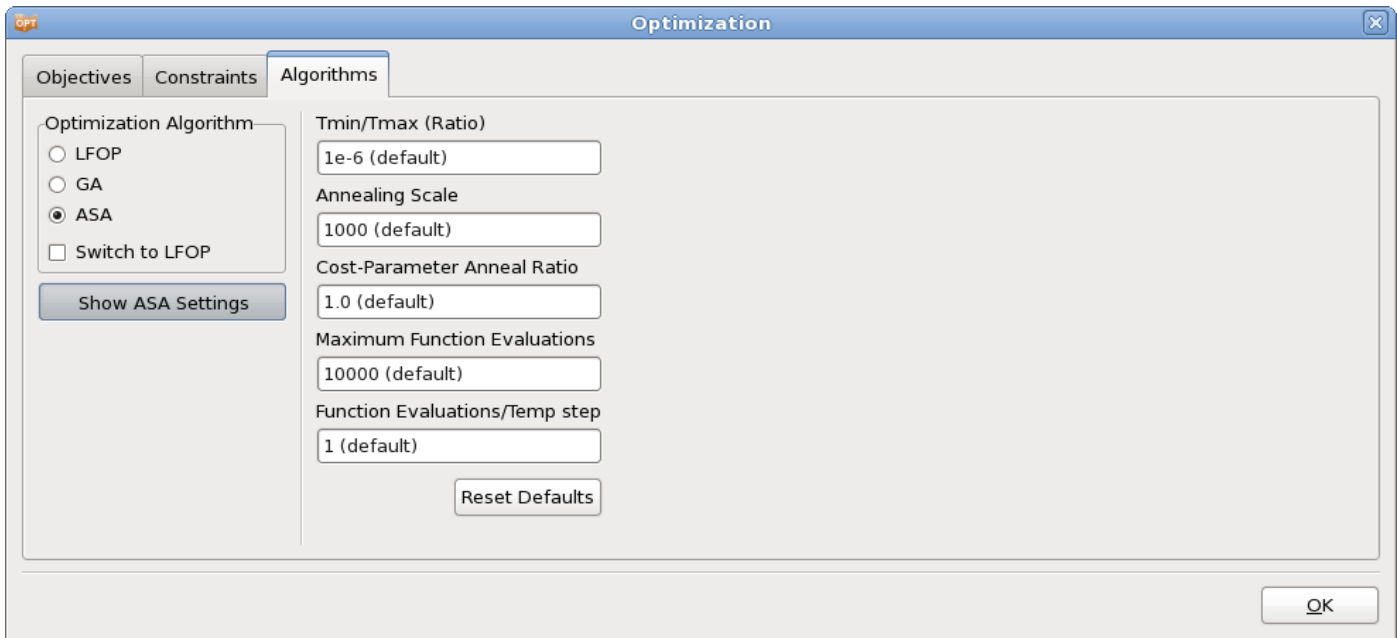 OPT
Optimization
Objectives
Constraints
Algorithms
Optimization Algorithm
LFOP
GA
ASA
Switch to LFOP
Show ASA Settings
Tmin/Tmax (Ratio)
1e-6 (default)
Annealing Scale
1000 (default)
Cost-Parameter Anneal Ratio
1.0 (default)
Maximum Function Evaluations
10000 (default)
Function Evaluations/Temp step
1 (default)
Reset Defaults
OK